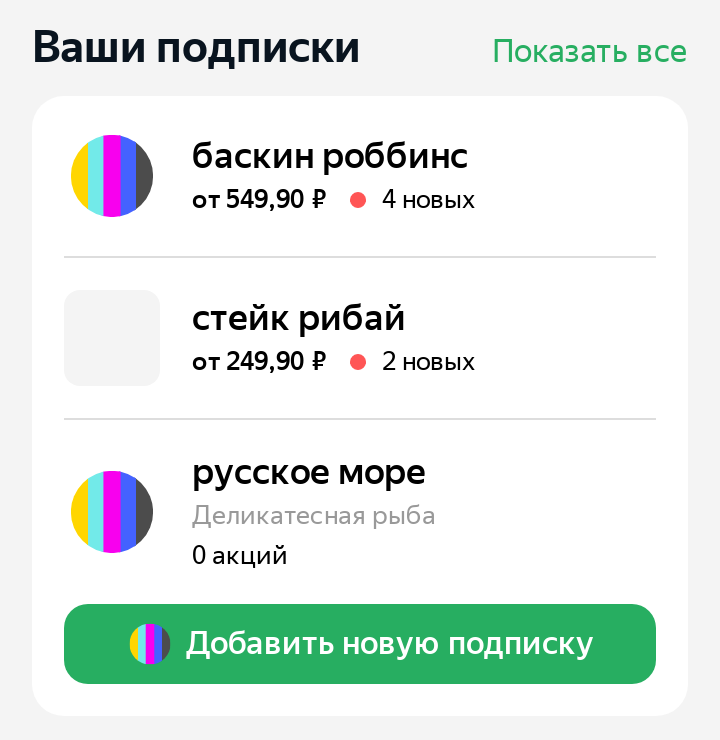 Ваши подписки
Показать все
баскин роббинс
от 549,90 ₽ 4 новых
стейк рибай
от 249,90 ₽ 2 новых
русское море
Деликатесная рыба
0 акций
Добавить новую подписку